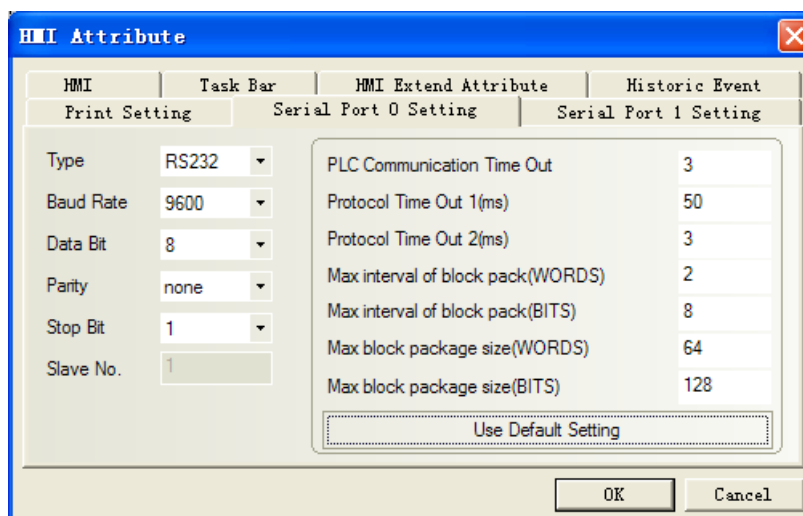 HMI Attribute
HMI Task Bar HMI Extend Attribute Historic Event
Print Setting Serial Port 0 Setting Serial Port 1 Setting
Type RS232
Baud Rate 9600
Data Bit 8
Parity none
Stop Bit 1
Slave No. 1
PLC Communication Time Out 3
Protocol Time Out 1(ms) 50
Protocol Time Out 2(ms) 3
Max interval of block pack(WORDS) 2
Max interval of block pack(BITS) 8
Max block package size(WORDS) 64
Max block package size(BITS) 128
Use Default Setting
OK Cancel